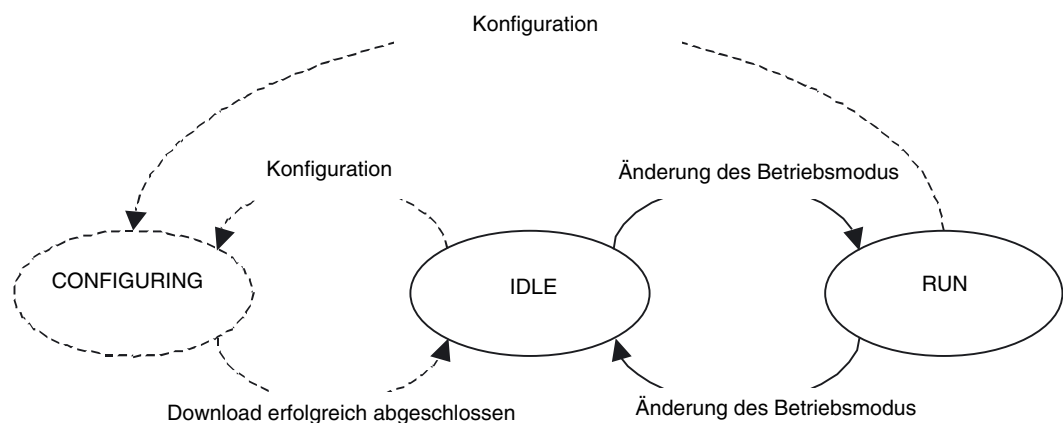 Konfiguration
Konfiguration
Änderung des Betriebsmodus
CONFIGURING
IDLE
RUN
Download erfolgreich abgeschlossen
Änderung des Betriebsmodus